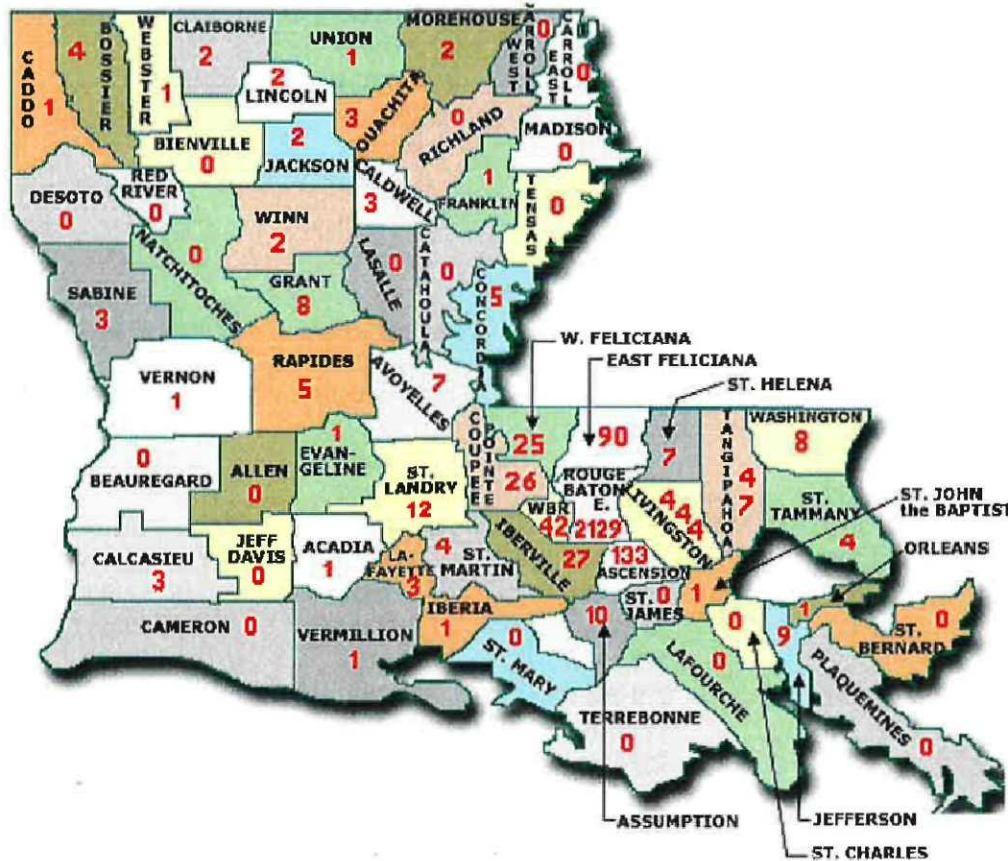 MOREHOUSE
2
WEST CARROLL
0
EAST CARROLL
0
CADDO
1
BOSSIER
4
WEBSTER
1
CLAIBORNE
2
UNION
1
LINCOLN
2
OUACHITA
3
RICHLAND
0
MADISON
0
BIENVILLE
0
JACKSON
2
CALDWELL
3
FRANKLIN
1
TENSAS
0
DESOTO
0
RED
RIVER
0
NATCHITOCHES
0
WINN
2
GRANT
8
LASALLE
0
CATAHOULA
0
CONCORDIA
5
SABINE
3
VERNON
1
RAPIDES
5
AVOYELLES
7
W. FELICIANA
25
EAST FELICIANA
90
ST. HELENA
7
TANGIPAHOA
47
WASHINGTON
8
BEAUREGARD
0
ALLEN
0
EVAN-
GELINE
1
ST.
LANDRY
12
POINTE
COUPEE
26
WBR
42
ROUGE
BATON
E.
2129
LIVINGSTON
444
ST.
TAMMANY
4
ST. JOHN
the BAPTIST
1
ORLEANS
1
CALCASIEU
3
JEFF
DAVIS
0
ACADIA
1
LA-
FAYETTE
3
ST.
MARTIN
4
IBERVILLE
27
133
ASCENSION
ST.
JAMES
0
CAMERON
0
VERMILLION
1
IBERIA
1
ST. MARY
0
10
ASSUMPTION
LAFOURCHE
0
TERREBONNE
0
0
ST. CHARLES
9
JEFFERSON
ST.
BERNARD
0
PLAQUEMINES
0